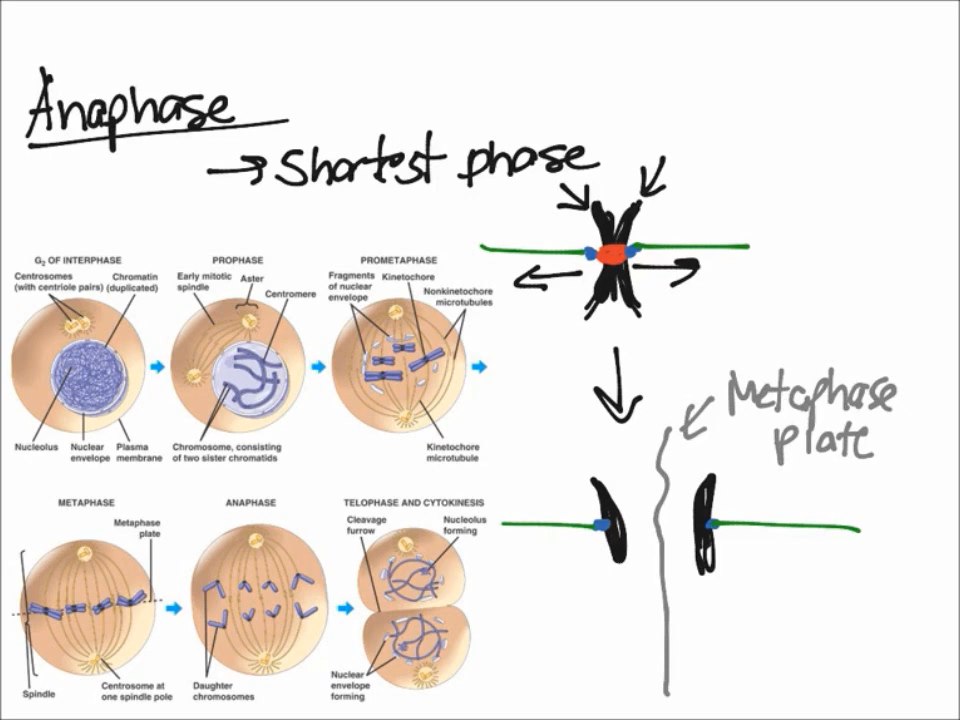 Anaphase
→ Shortest phase
G₂ OF INTERPHASE
PROPHASE
PROMETAPHASE
Centrosomes
(with centriole pairs)
Chromatin
(duplicated)
Early mitotic
spindle
Aster
Centromere
Fragments
of nuclear
envelope
Kinetochore
Nonkinetochore
microtubules
Nucleolus
Nuclear
envelope
Plasma
membrane
Chromosome, consisting
of two sister chromatids
Kinetochore
microtubule
Metaphase
plate
METAPHASE
ANAPHASE
TELOPHASE AND CYTOKINESIS
Metaphase
plate
Cleavage
furrow
Nucleolus
forming
Spindle
Centrosome at
one spindle pole
Daughter
chromosomes
Nuclear
envelope
forming